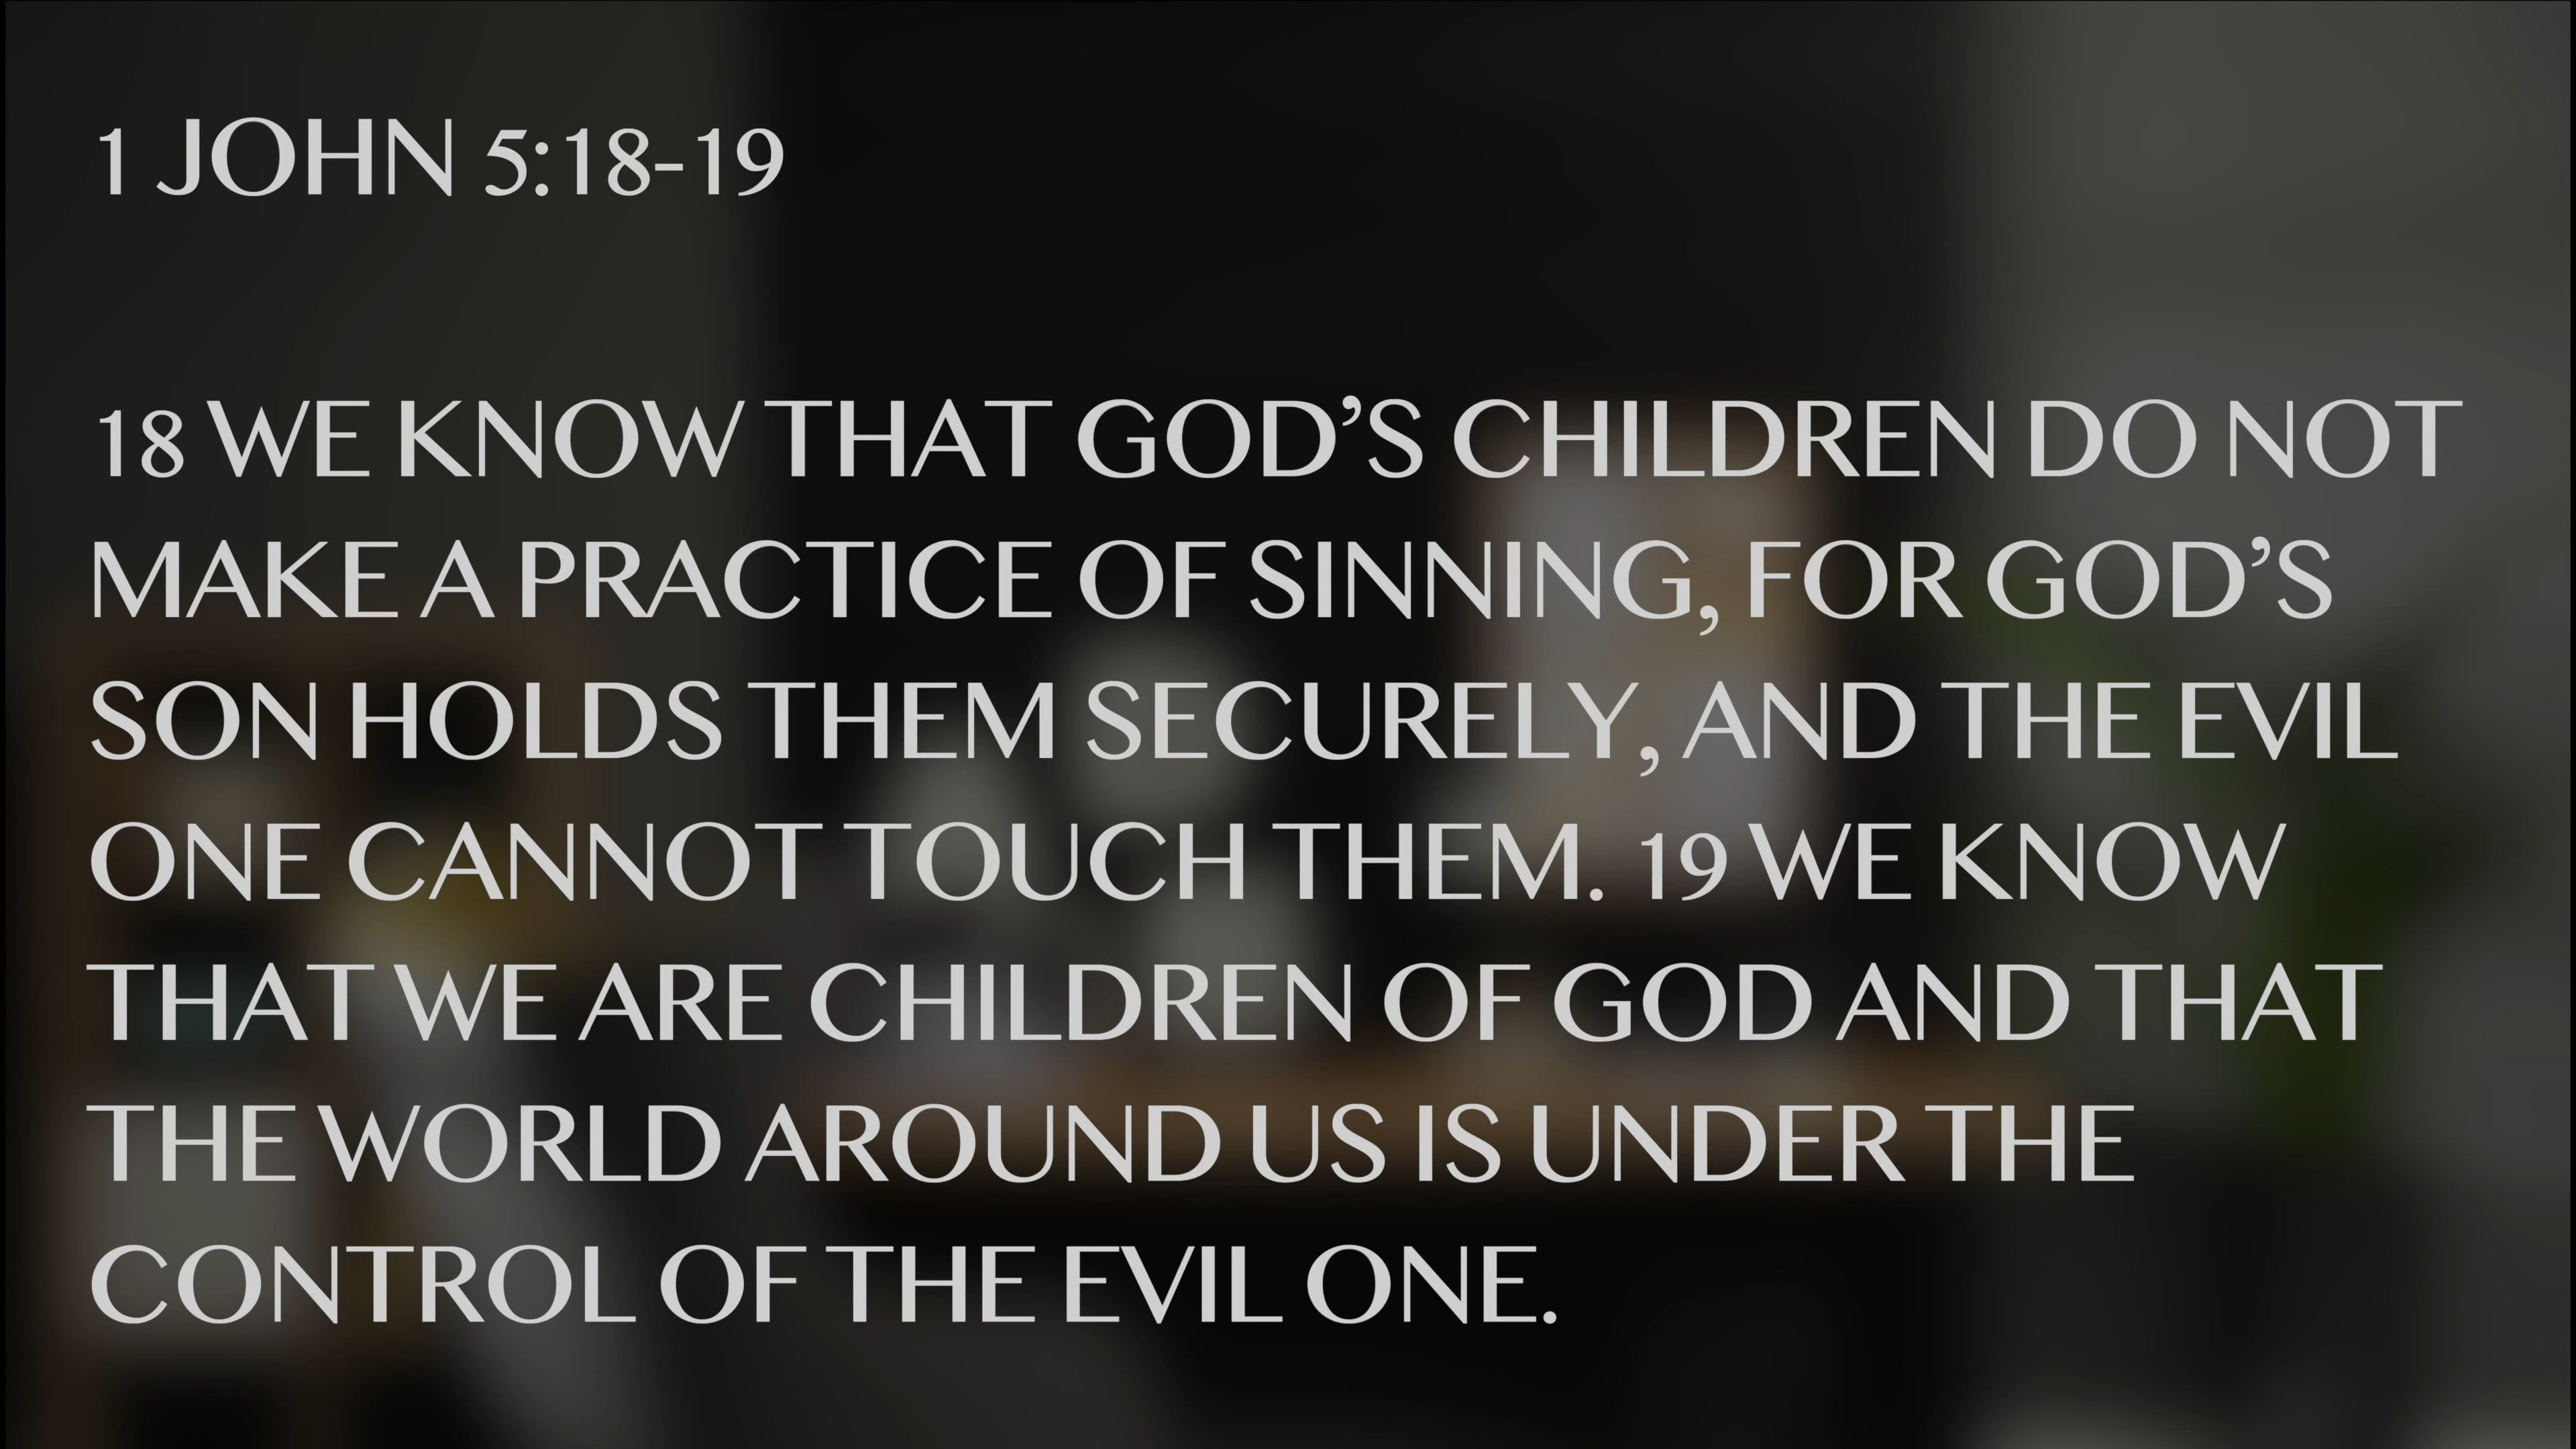 1 JOHN 5:18-19
18 WE KNOW THAT GOD’S CHILDREN DO NOT
MAKE A PRACTICE OF SINNING, FOR GOD’S
SON HOLDS THEM SECURELY, AND THE EVIL
ONE CANNOT TOUCH THEM. 19 WE KNOW
THAT WE ARE CHILDREN OF GOD AND THAT
THE WORLD AROUND US IS UNDER THE
CONTROL OF THE EVIL ONE.